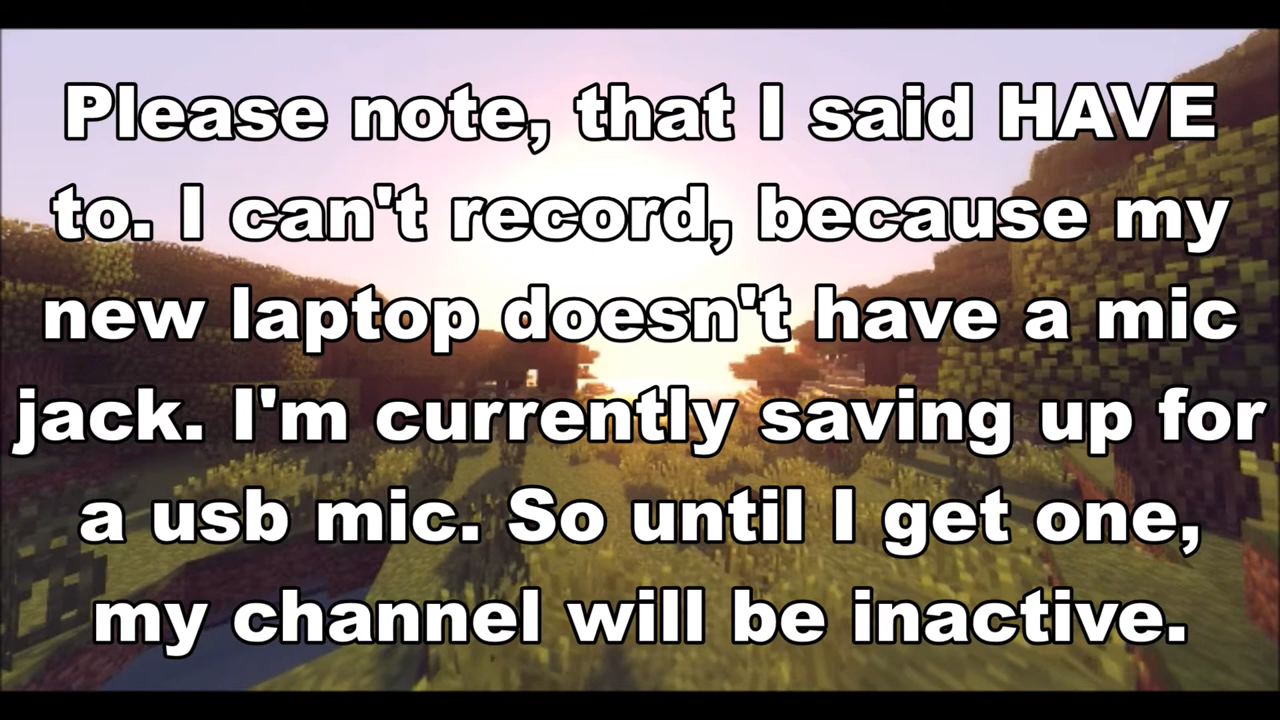 Please note, that I said HAVE
to. I can't record, because my
new laptop doesn't have a mic
jack. I'm currently saving up for
a usb mic. So until I get one,
my channel will be inactive.